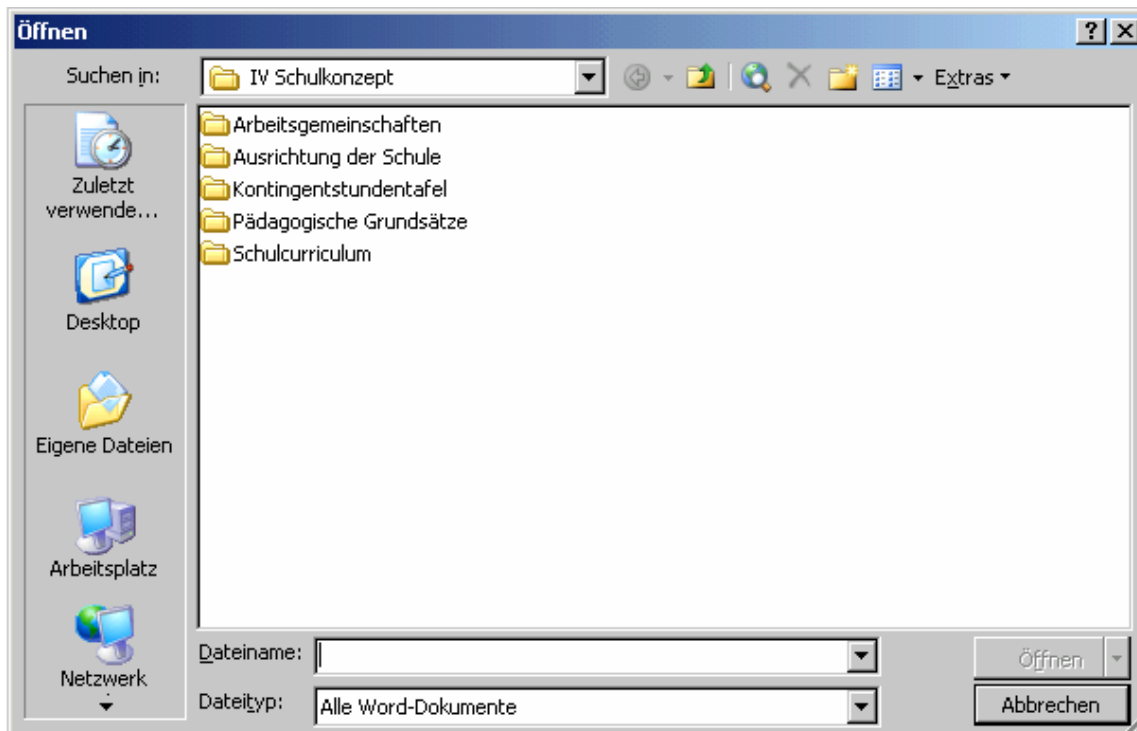 Öffnen
Suchen in: IV Schulkonzept Extras
Arbeitsgemeinschaften
Ausrichtung der Schule
Kontingentstundentafel
Pädagogische Grundsätze
Schulcurriculum
Zuletzt
verwende...
Desktop
Eigene Dateien
Arbeitsplatz
Netzwerk
Dateiname: Öffnen
Dateityp: Alle Word-Dokumente Abbrechen